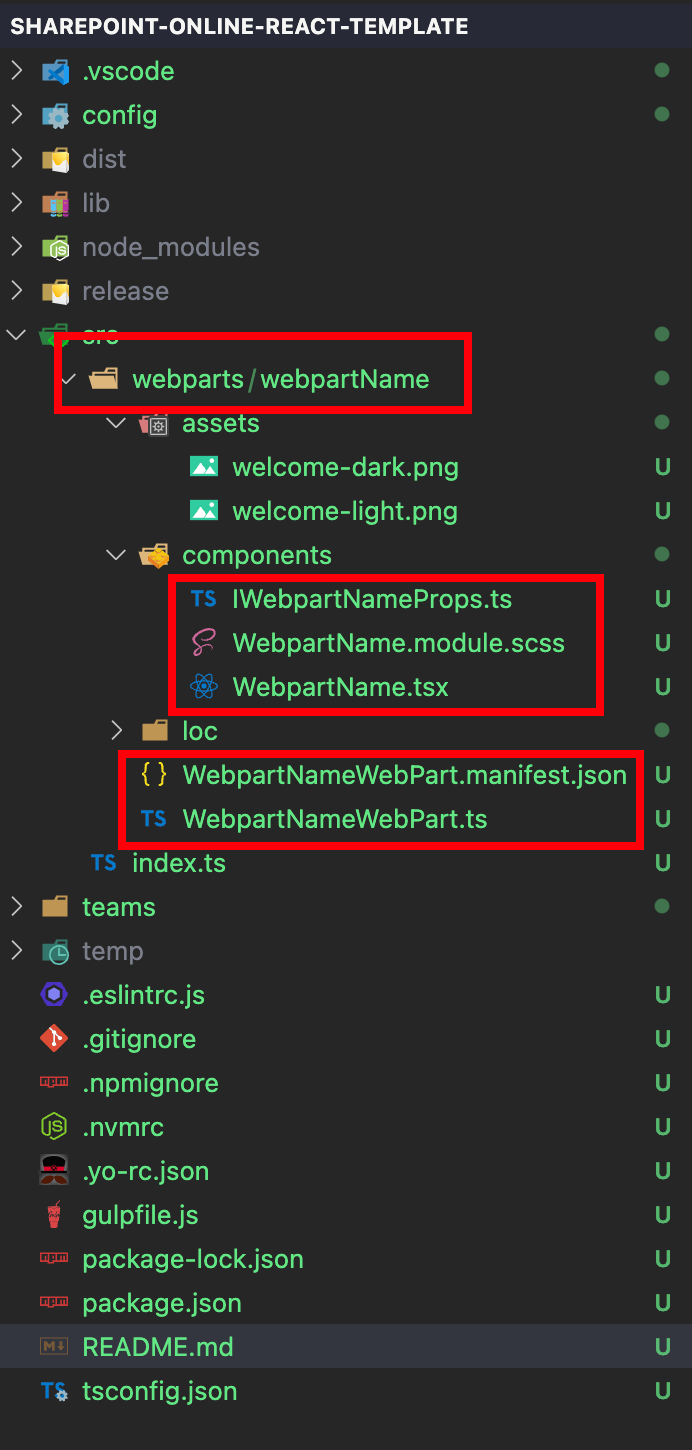 SHAREPOINT-ONLINE-REACT-TEMPLATE
.vscode
config
dist
lib
node_modules
release
src
webparts/webpartName
assets
welcome-dark.png U
welcome-light.png U
components
TS IWebpartNameProps.ts U
WebpartName.module.scss U
WebpartName.tsx U
loc
{} WebpartNameWebPart.manifest.json U
TS WebpartNameWebPart.ts U
TS index.ts U
teams
temp
.eslintrc.js U
.gitignore U
.npmignore U
.nvmrc U
.yo-rc.json U
gulpfile.js U
package-lock.json U
package.json U
README.md U
TS tsconfig.json U